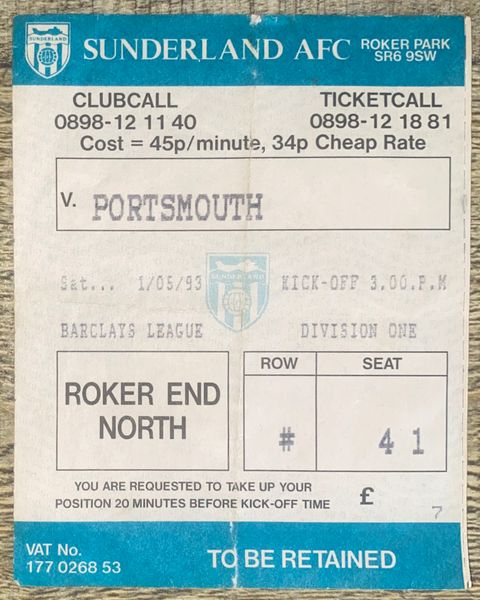 SUNDERLAND AFC ROKER PARK SR6 9SW
CLUBCALL TICKETCALL
0898-12 11 40 0898-12 18 81
Cost = 45p/minute, 34p Cheap Rate
V. PORTSMOUTH
Sat... 1/05/93 SUNDERLAND KICK-OFF 3.00.P.M
BARCLAYS LEAGUE DIVISION ONE
ROKER END
NORTH
ROW SEAT
# 41
YOU ARE REQUESTED TO TAKE UP YOUR
POSITION 20 MINUTES BEFORE KICK-OFF TIME
£ 7
VAT No.
177 0268 53
TO BE RETAINED